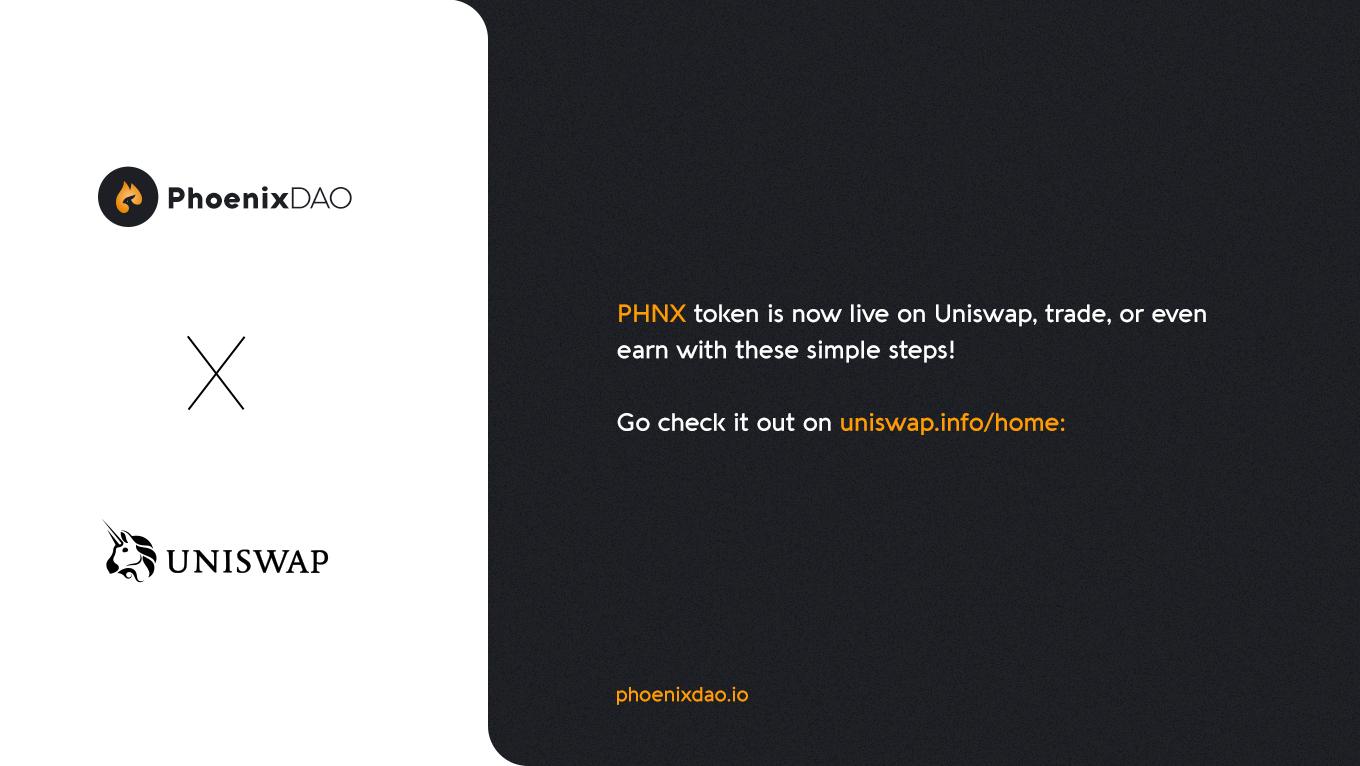 PhoenixDAO
X
UNISWAP
PHNX token is now live on Uniswap, trade, or even
earn with these simple steps!
Go check it out on uniswap.info/home:
phoenixdao.io